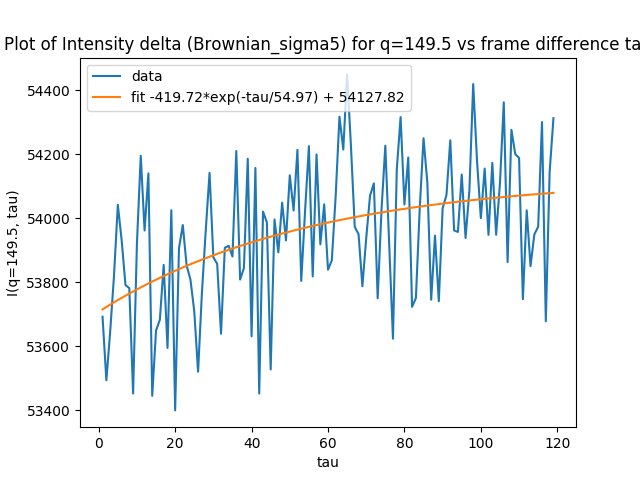 Plot of Intensity delta (Brownian_sigma5) for q=149.5 vs frame difference ta
data
fit -419.72*exp(-tau/54.97) + 54127.82
I(q=149.5, tau)
54400
54200
54000
53800
53600
53400
0 20 40 60 80 100 120
tau